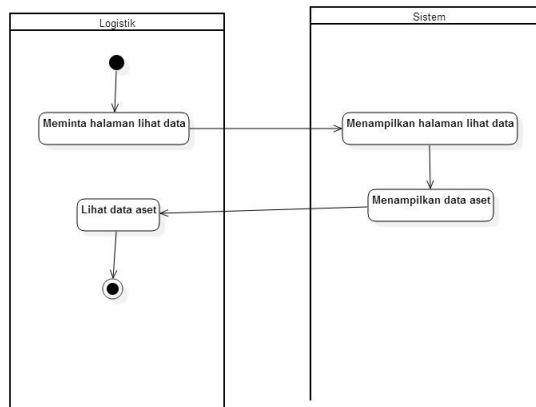 Logistik
Sistem
Meminta halaman lihat data
Menampilkan halaman lihat data
Lihat data aset
Menampilkan data aset